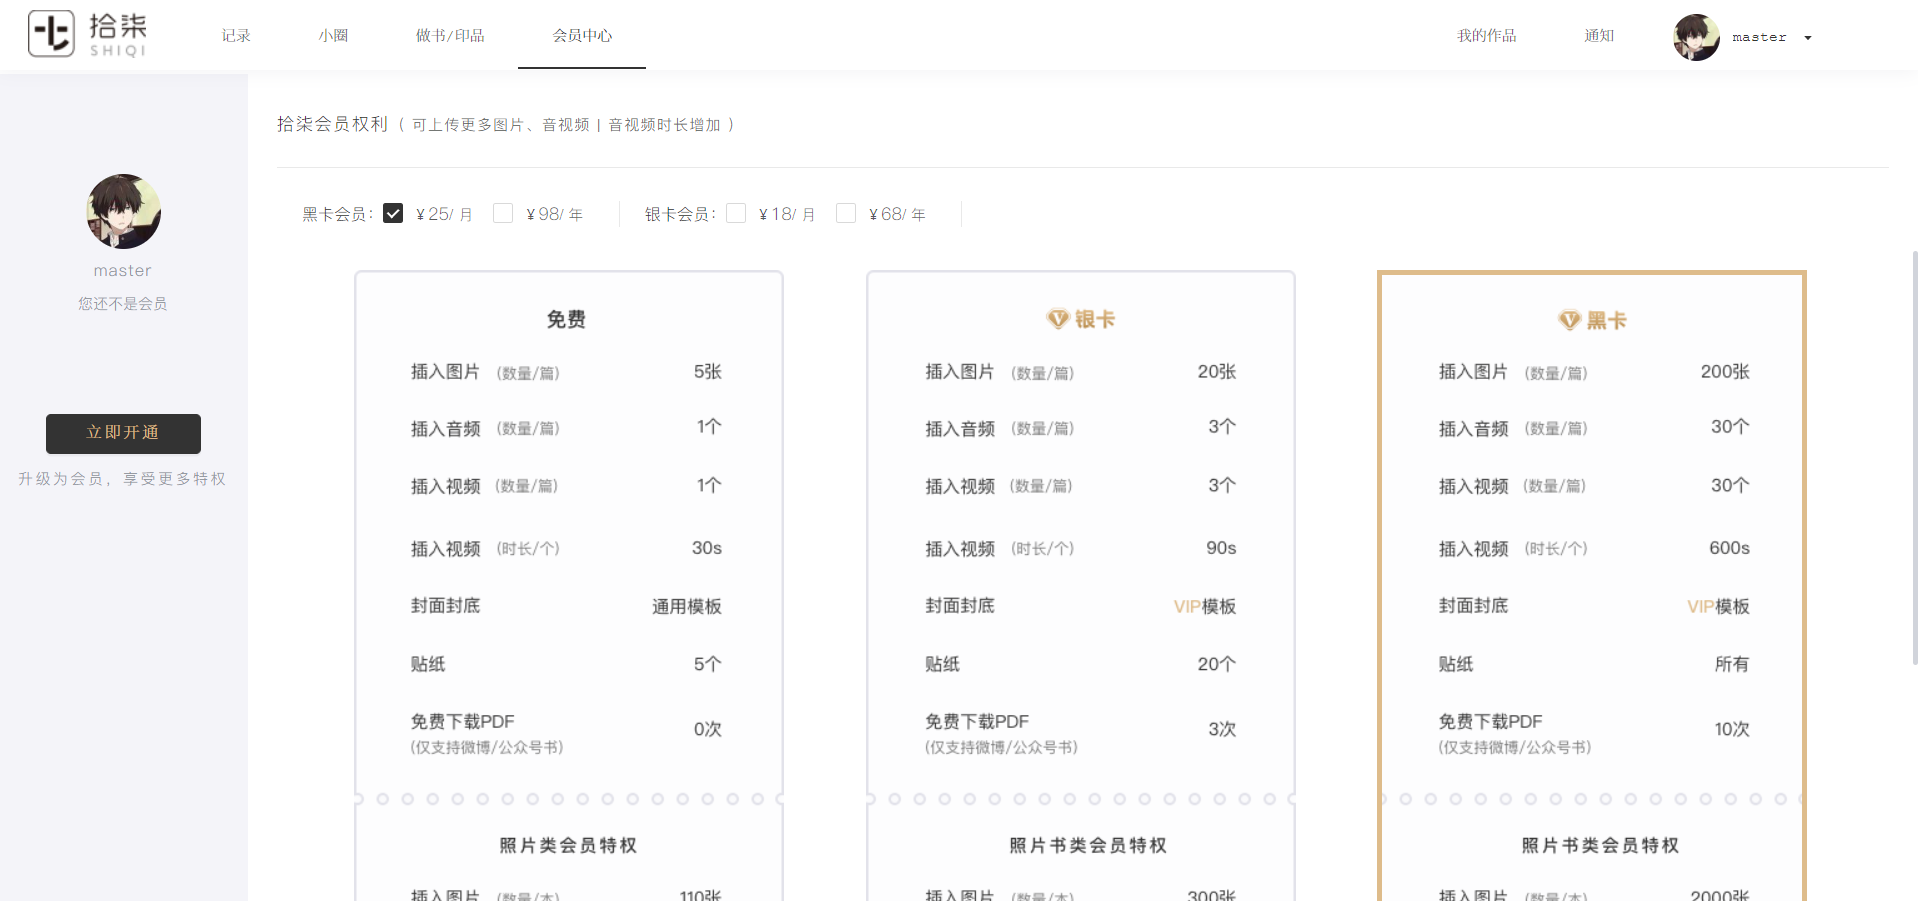 拾柒
SHIQI
记录
小圈
做书/印品
会员中心
我的作品
通知
master
master
您还不是会员
立即开通
升级为会员，享受更多特权
拾柒会员权利（ 可上传更多图片、音视频 | 音视频时长增加 ）
黑卡会员： ￥25/ 月 ￥98/ 年 银卡会员： ￥18/ 月 ￥68/ 年
免费
插入图片 (数量/篇) 5张
插入音频 (数量/篇) 1个
插入视频 (数量/篇) 1个
插入视频 (时长/个) 30s
封面封底 通用模板
贴纸 5个
免费下载PDF 0次
(仅支持微博/公众号书)
照片类会员特权
插入图片 (数量/本) 110张
V 银卡
插入图片 (数量/篇) 20张
插入音频 (数量/篇) 3个
插入视频 (数量/篇) 3个
插入视频 (时长/个) 90s
封面封底 VIP模板
贴纸 20个
免费下载PDF 3次
(仅支持微博/公众号书)
照片书类会员特权
插入图片 (数量/本) 300张
V 黑卡
插入图片 (数量/篇) 200张
插入音频 (数量/篇) 30个
插入视频 (数量/篇) 30个
插入视频 (时长/个) 600s
封面封底 VIP模板
贴纸 所有
免费下载PDF 10次
(仅支持微博/公众号书)
照片书类会员特权
插入图片 (数量/本) 2000张